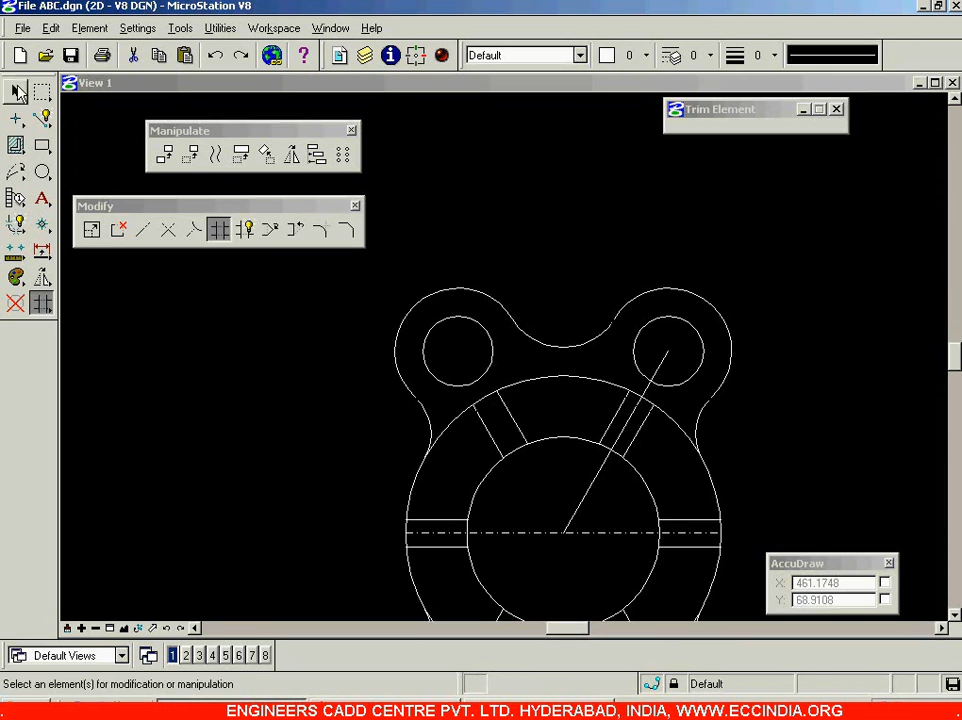 File ABC.dgn (2D - V8 DGN) - MicroStation V8
File Edit Element Settings Tools Utilities Workspace Window Help
Default 0 0 0
View 1
Trim Element
Manipulate
Modify
AccuDraw
X: 461.1748
Y: 68.9108
Default Views 1 2 3 4 5 6 7 8
Select an element(s) for modification or manipulation Default
ENGINEERS CADD CENTRE PVT. LTD. HYDERABAD, INDIA, WWW.ECCINDIA.ORG